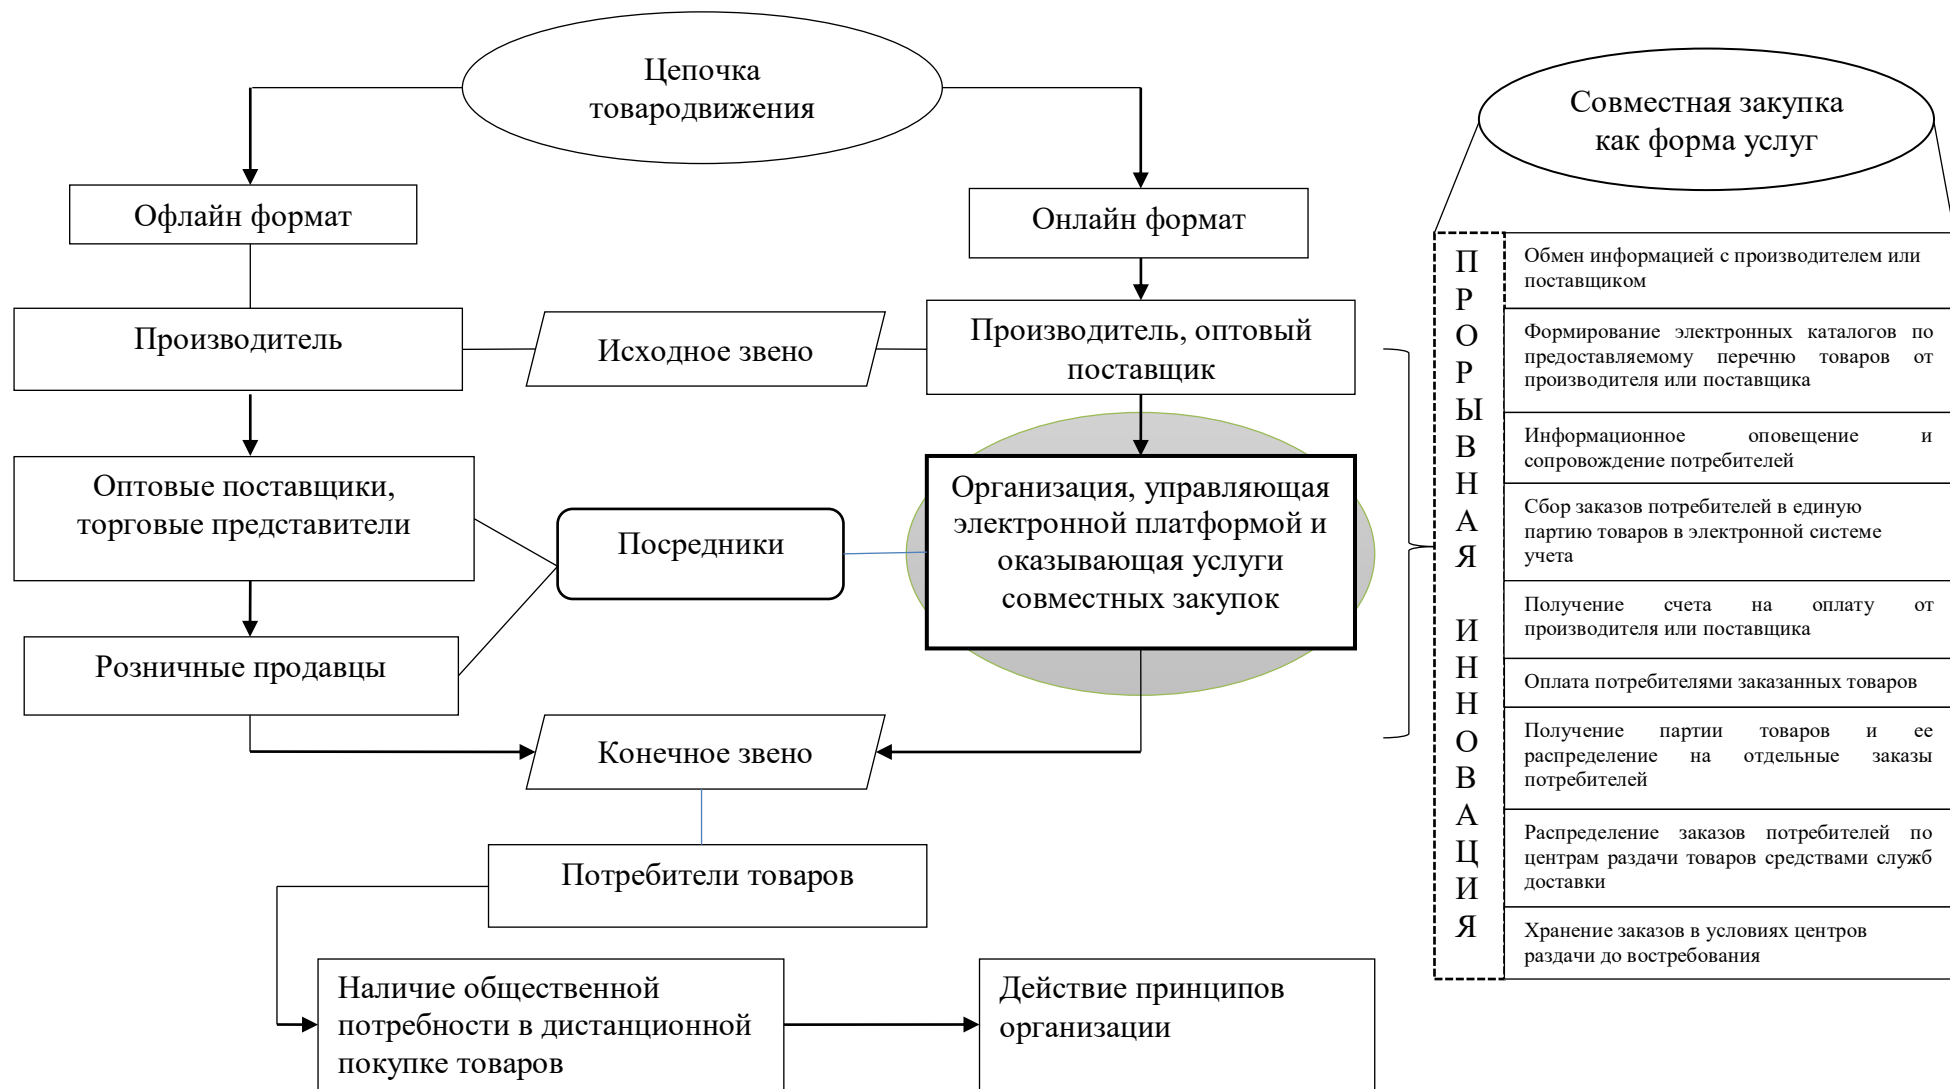 Цепочка
товародвижения
Совместная закупка
как форма услуг
Офлайн формат
Онлайн формат
Производитель
Исходное звено
Производитель, оптовый
поставщик
Оптовые поставщики,
торговые представители
Посредники
Организация, управляющая
электронной платформой и
оказывающая услуги
совместных закупок
Розничные продавцы
Конечное звено
Потребители товаров
Наличие общественной
потребности в дистанционной
покупке товаров
Действие принципов
организации
П
Р
О
Р
Ы
В
Н
А
Я
И
Н
Н
О
В
А
Ц
И
Я
Обмен информацией с производителем или
поставщиком
Формирование электронных каталогов по
предоставляемому перечню товаров от
производителя или поставщика
Информационное оповещение и
сопровождение потребителей
Сбор заказов потребителей в единую
партию товаров в электронной системе
учета
Получение счета на оплату от
производителя или поставщика
Оплата потребителями заказанных товаров
Получение партии товаров и ее
распределение на отдельные заказы
потребителей
Распределение заказов потребителей по
центрам раздачи товаров средствами служб
доставки
Хранение заказов в условиях центров
раздачи до востребования